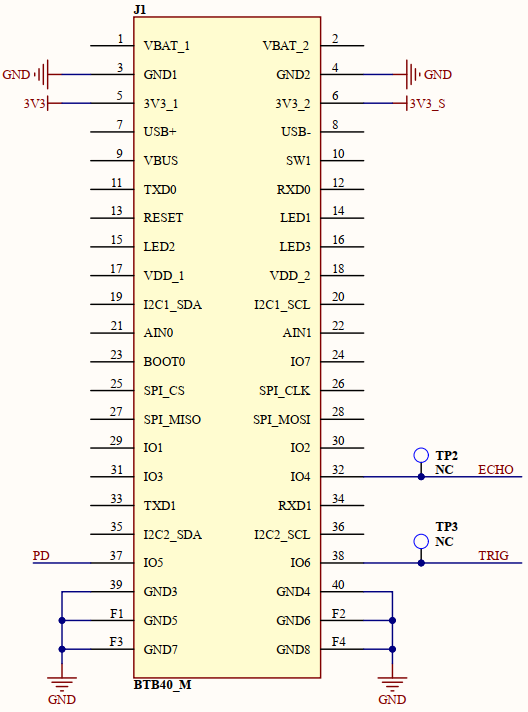 J1
1 VBAT_1 VBAT_2 2
GND 3 GND1 GND2 4 GND
3V3 5 3V3_1 3V3_2 6 3V3_S
7 USB+ USB- 8
9 VBUS SW1 10
11 TXD0 RXD0 12
13 RESET LED1 14
15 LED2 LED3 16
17 VDD_1 VDD_2 18
19 I2C1_SDA I2C1_SCL 20
21 AIN0 AIN1 22
23 BOOT0 IO7 24
25 SPI_CS SPI_CLK 26
27 SPI_MISO SPI_MOSI 28
29 IO1 IO2 30
TP2
31 IO3 IO4 32 NC ECHO
33 TXD1 RXD1 34
35 I2C2_SDA I2C2_SCL 36
TP3
NC
PD 37 IO5 IO6 38 TRIG
39 GND3 GND4 40
F1 GND5 GND6 F2
F3 GND7 GND8 F4
BTB40_M
GND GND